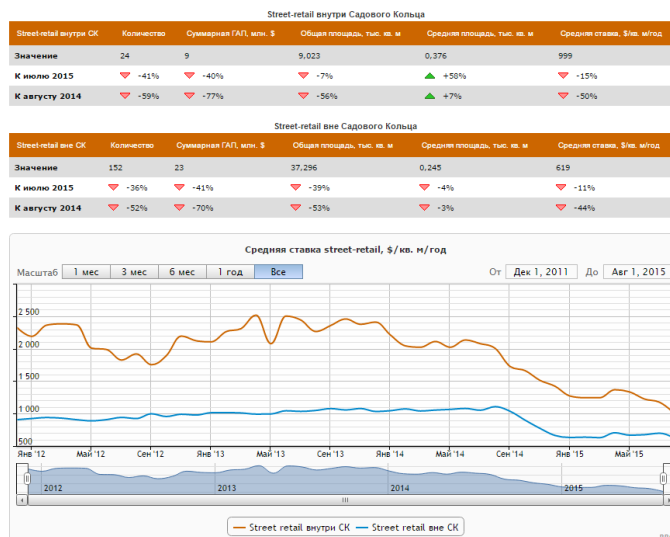 Street-retail внутри Садового Кольца
Street-retail внутри СК Количество Суммарная ГАП, млн. $ Общая площадь, тыс. кв. м Средняя площадь, тыс. кв. м Средняя ставка, $/кв. м/год
Значение 24 9 9,023 0,376 999
К июлю 2015 -41% -40% -7% +58% -15%
К августу 2014 -59% -77% -56% +7% -50%
Street-retail вне Садового Кольца
Street-retail вне СК Количество Суммарная ГАП, млн. $ Общая площадь, тыс. кв. м Средняя площадь, тыс. кв. м Средняя ставка, $/кв. м/год
Значение 152 23 37,296 0,245 619
К июлю 2015 -36% -41% -39% -4% -11%
К августу 2014 -52% -70% -53% -3% -44%
Средняя ставка street-retail, $/кв. м/год
Масштаб 1 мес 3 мес 6 мес 1 год Все От Дек 1, 2011 До Авг 1, 2015
2 500
2 000
1 500
1 000
500
Янв '12 Май '12 Сен '12 Янв '13 Май '13 Сен '13 Янв '14 Май '14 Сен '14 Янв '15 Май '15
2012 2013 2014 2015
Street retail внутри СК Street retail вне СК